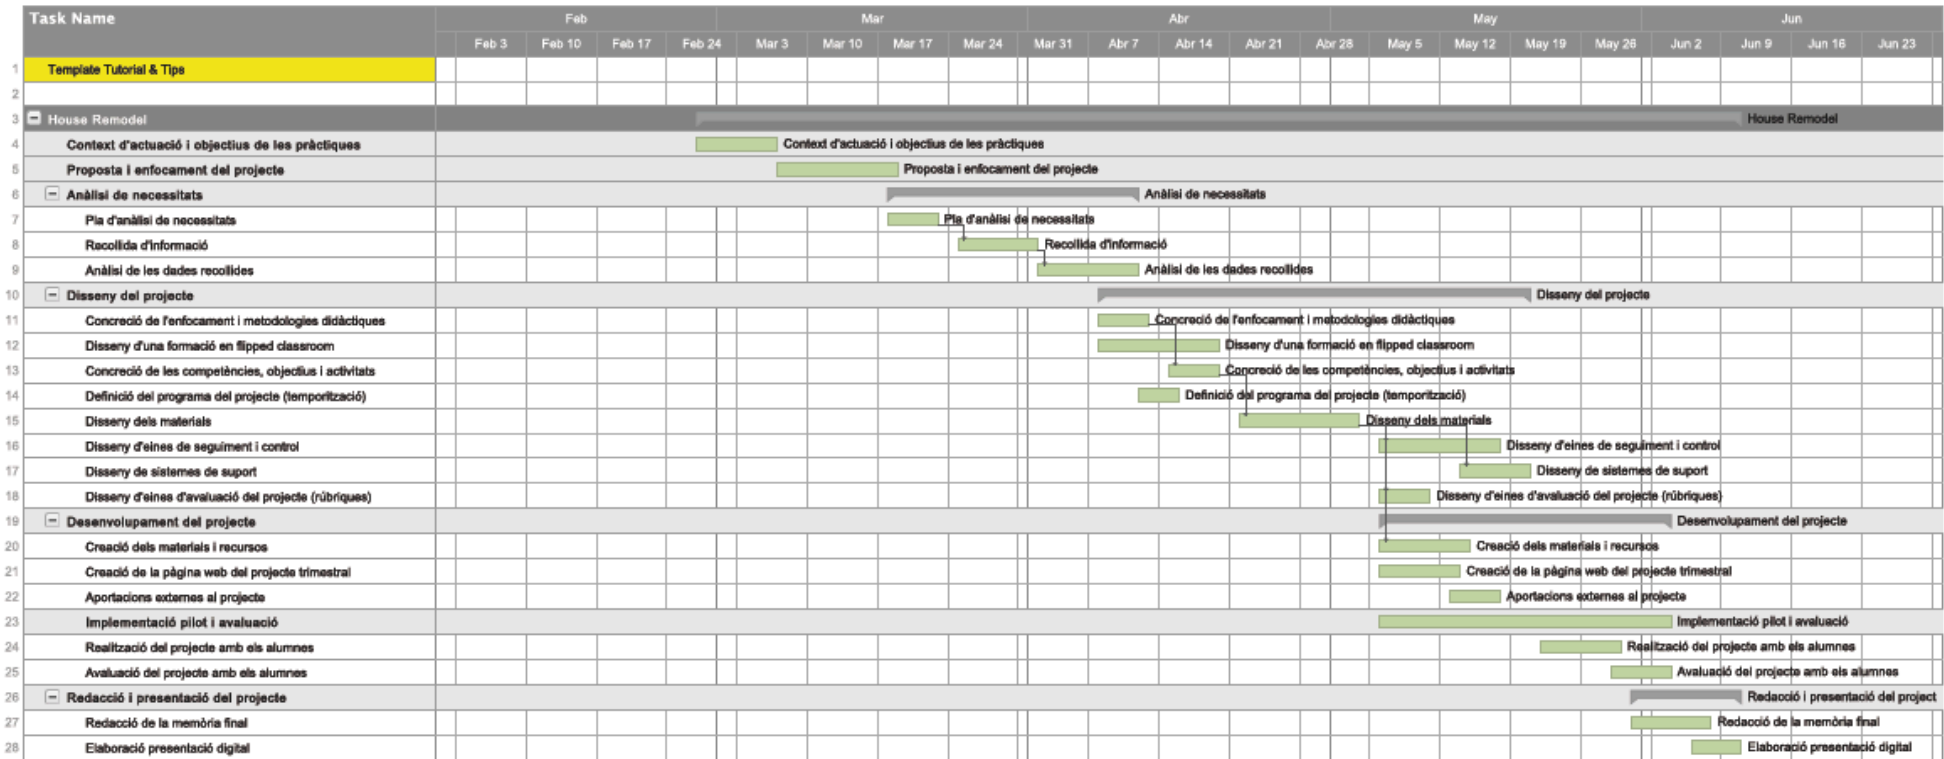 Task Name Feb Mar Abr May Jun
Feb 3 Feb 10 Feb 17 Feb 24 Mar 3 Mar 10 Mar 17 Mar 24 Mar 31 Abr 7 Abr 14 Abr 21 Abr 28 May 5 May 12 May 19 May 26 Jun 2 Jun 9 Jun 16 Jun 23
1 Template Tutorial & Tips
2
3 House Remodel House Remodel
4 Context d'actuació i objectius de les pràctiques Context d'actuació i objectius de les pràctiques
5 Proposta i enfocament del projecte Proposta i enfocament del projecte
6 Anàlisi de necessitats Anàlisi de necessitats
7 Pla d'anàlisi de necessitats Pla d'anàlisi de necessitats
8 Recollida d'informació Recollida d'informació
9 Anàlisi de les dades recollides Anàlisi de les dades recollides
10 Disseny del projecte Disseny del projecte
11 Concreció de l'enfocament i metodologies didàctiques Concreció de l'enfocament i metodologies didàctiques
12 Disseny d'una formació en flipped classroom Disseny d'una formació en flipped classroom
13 Concreció de les competències, objectius i activitats Concreció de les competències, objectius i activitats
14 Definició del programa del projecte (temporització) Definició del programa del projecte (temporització)
15 Disseny dels materials Disseny dels materials
16 Disseny d'eines de seguiment i control Disseny d'eines de seguiment i control
17 Disseny de sistemes de suport Disseny de sistemes de suport
18 Disseny d'eines d'avaluació del projecte (rúbriques) Disseny d'eines d'avaluació del projecte (rúbriques)
19 Desenvolupament del projecte Desenvolupament del projecte
20 Creació dels materials i recursos Creació dels materials i recursos
21 Creació de la pàgina web del projecte trimestral Creació de la pàgina web del projecte trimestral
22 Aportacions externes al projecte Aportacions externes al projecte
23 Implementació pilot i avaluació Implementació pilot i avaluació
24 Realització del projecte amb els alumnes Realització del projecte amb els alumnes
25 Avaluació del projecte amb els alumnes Avaluació del projecte amb els alumnes
26 Redacció i presentació del projecte Redacció i presentació del project
27 Redacció de la memòria final Redacció de la memòria final
28 Elaboració presentació digital Elaboració presentació digital